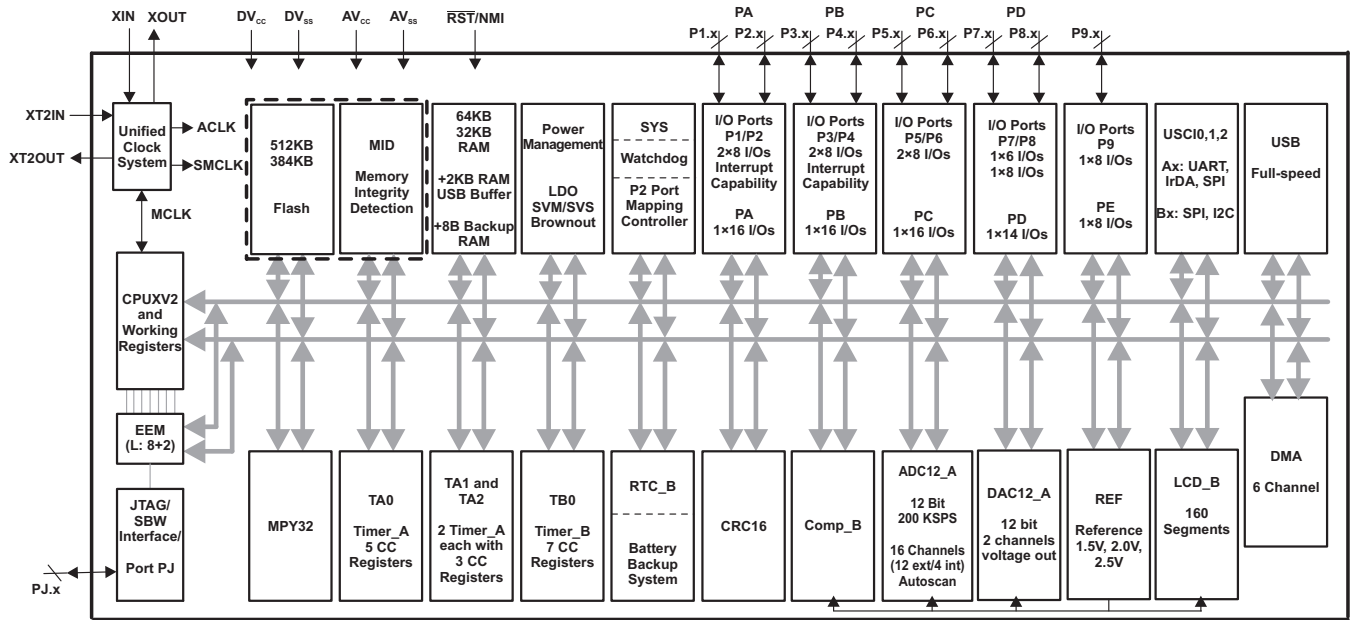 XIN
XOUT
DVCC
DVSS
AVCC
AVSS
RST/NMI
PA
PB
PC
PD
P1.x
P2.x
P3.x
P4.x
P5.x
P6.x
P7.x
P8.x
P9.x
XT2IN
XT2OUT
Unified
Clock
System
ACLK
SMCLK
MCLK
512KB
384KB
Flash
MID
Memory
Integrity
Detection
64KB
32KB
RAM
+2KB RAM
USB Buffer
+8B Backup
RAM
Power
Management
LDO
SVM/SVS
Brownout
SYS
Watchdog
P2 Port
Mapping
Controller
I/O Ports
P1/P2
2×8 I/Os
Interrupt
Capability
PA
1×16 I/Os
I/O Ports
P3/P4
2×8 I/Os
Interrupt
Capability
PB
1×16 I/Os
I/O Ports
P5/P6
2×8 I/Os
PC
1×16 I/Os
I/O Ports
P7/P8
1×6 I/Os
1×8 I/Os
PD
1×14 I/Os
I/O Ports
P9
1×8 I/Os
PE
1×8 I/Os
USCI0,1,2
Ax: UART,
IrDA, SPI
Bx: SPI, I2C
USB
Full-speed
CPUXV2
and
Working
Registers
EEM
(L: 8+2)
JTAG/
SBW
Interface/
Port PJ
PJ.x
MPY32
TA0
Timer_A
5 CC
Registers
TA1 and
TA2
2 Timer_A
each with
3 CC
Registers
TB0
Timer_B
7 CC
Registers
RTC_B
Battery
Backup
System
CRC16
Comp_B
ADC12_A
12 Bit
200 KSPS
16 Channels
(12 ext/4 int)
Autoscan
DAC12_A
12 bit
2 channels
voltage out
REF
Reference
1.5V, 2.0V,
2.5V
LCD_B
160
Segments
DMA
6 Channel